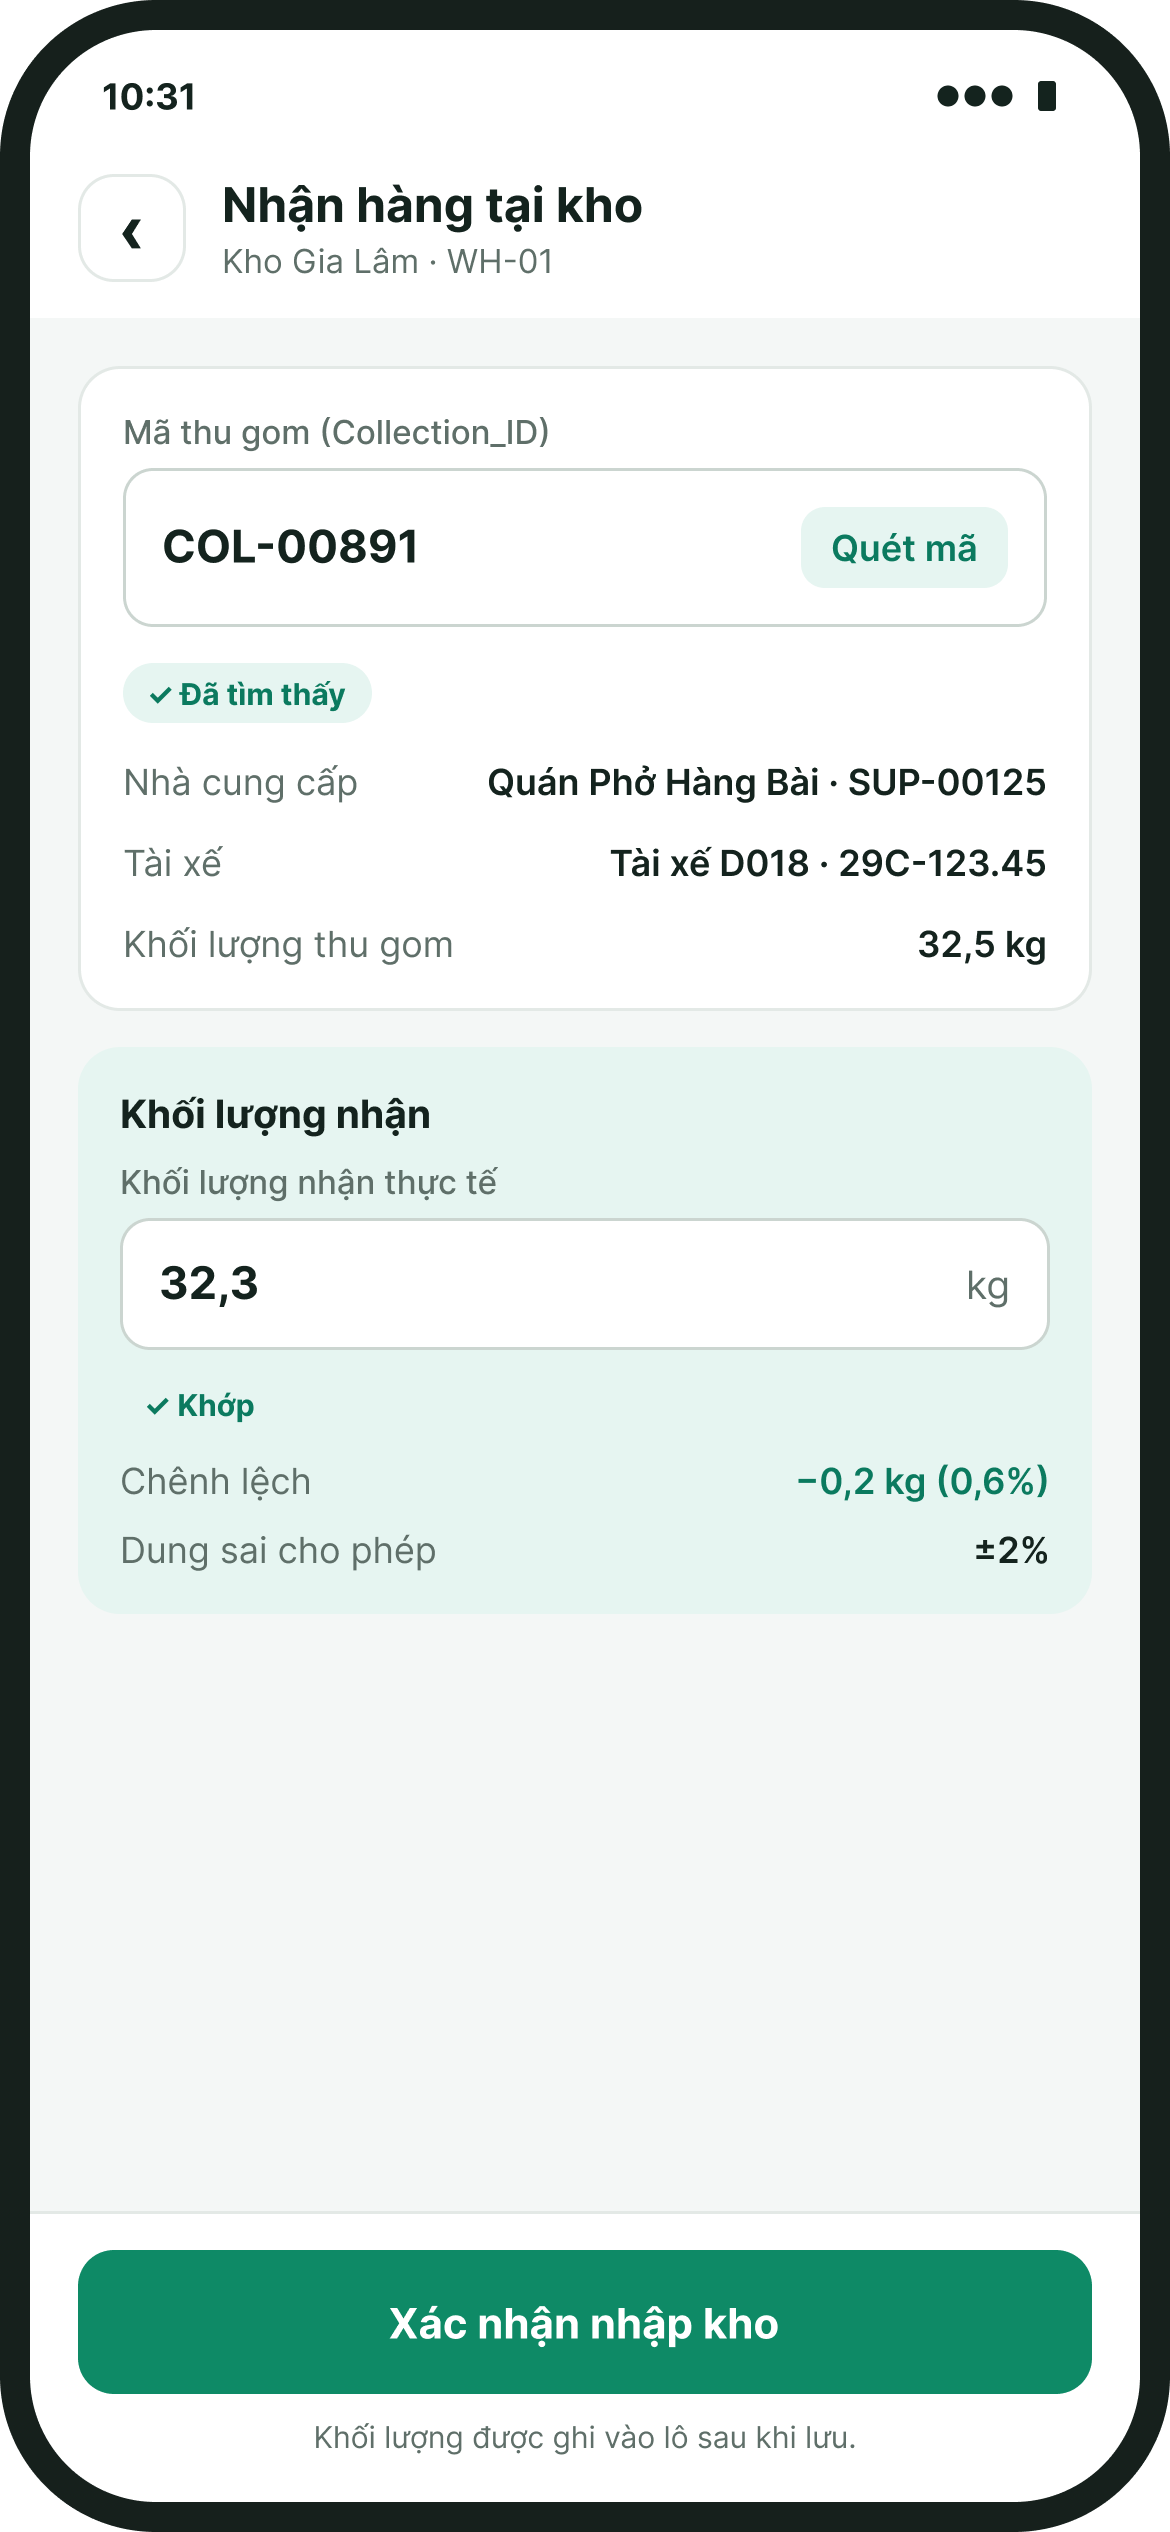 10:31
Nhận hàng tại kho
Kho Gia Lâm · WH-01
Mã thu gom (Collection_ID)
COL-00891
Quét mã
✓ Đã tìm thấy
Nhà cung cấp Quán Phở Hàng Bài · SUP-00125
Tài xế Tài xế D018 · 29C-123.45
Khối lượng thu gom 32,5 kg
Khối lượng nhận
Khối lượng nhận thực tế
32,3 kg
✓ Khớp
Chênh lệch −0,2 kg (0,6%)
Dung sai cho phép ±2%
Xác nhận nhập kho
Khối lượng được ghi vào lô sau khi lưu.